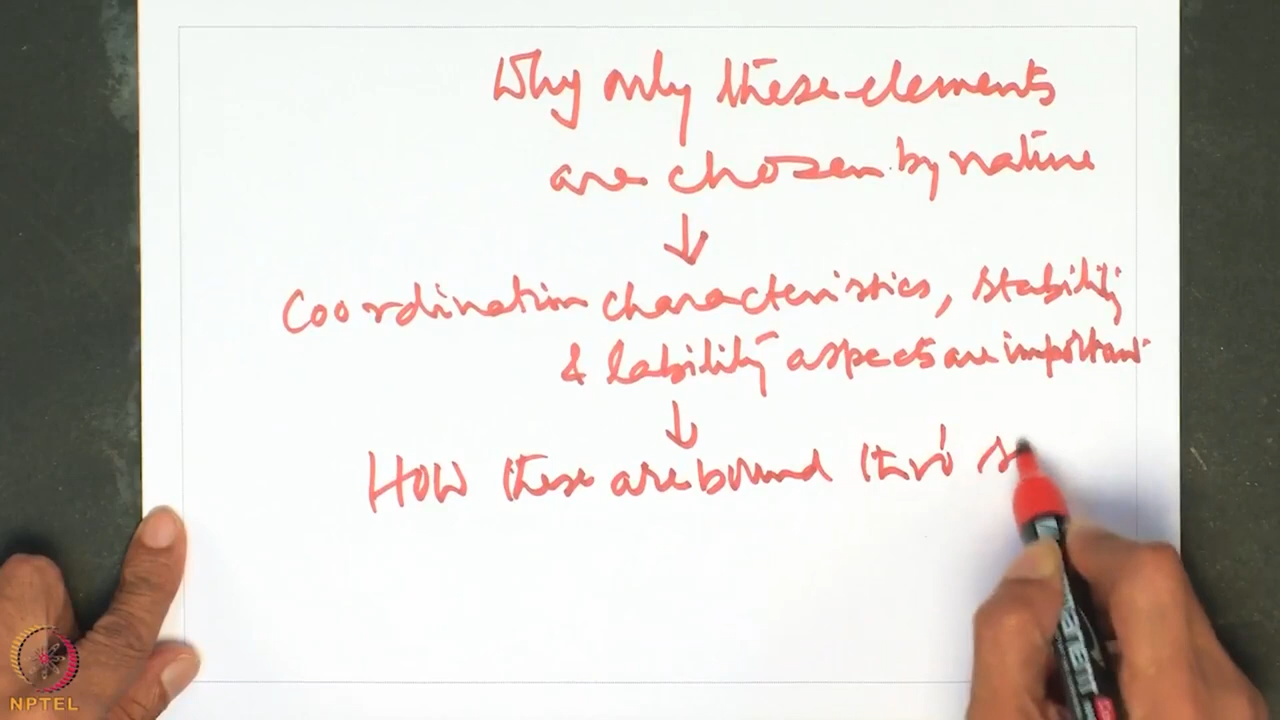 Why only these elements
are chosen by nature
↓
Coordination characteristics, stability
& lability aspects are important
↓
How these are bound thro' s
NPTEL